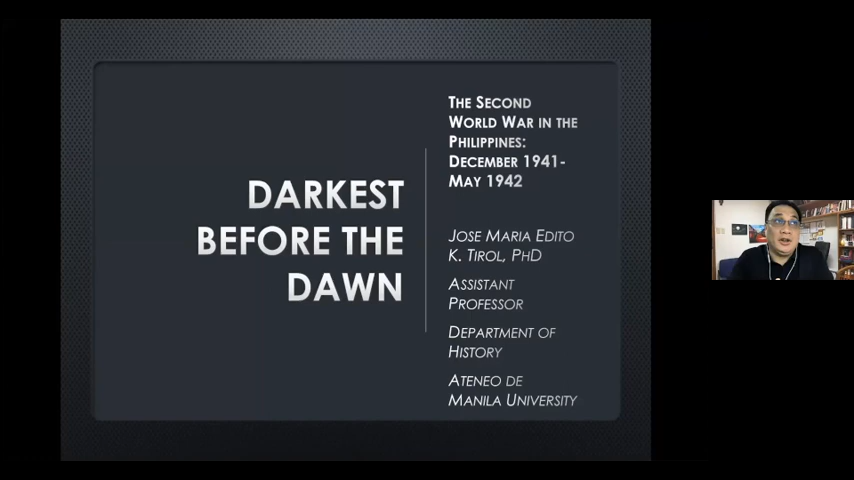 DARKEST
BEFORE THE
DAWN
THE SECOND
WORLD WAR IN THE
PHILIPPINES:
DECEMBER 1941-
MAY 1942
JOSE MARIA EDITO
K. TIROL, PHD
ASSISTANT
PROFESSOR
DEPARTMENT OF
HISTORY
ATENEO DE
MANILA UNIVERSITY